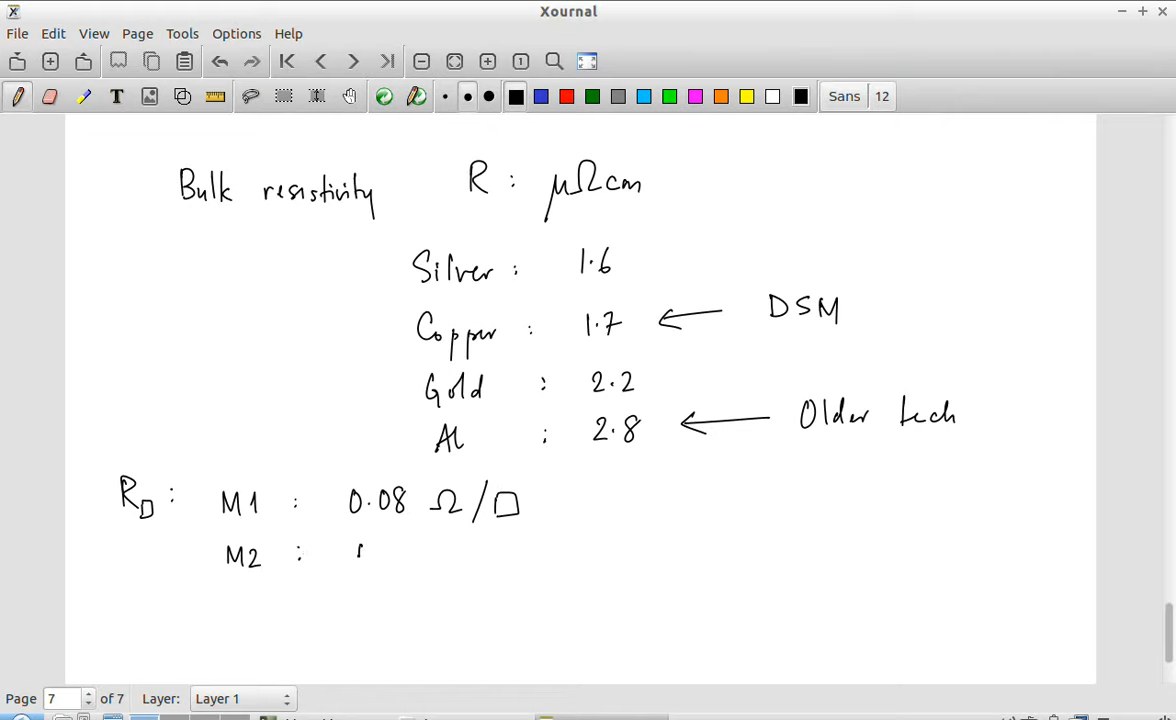 Xournal
File Edit View Page Tools Options Help
Sans 12
Bulk resistivity R : μΩcm
Silver : 1.6
Copper : 1.7 ← DSM
Gold : 2.2
Al : 2.8 ← Older tech
R□ : M1 : 0.08 Ω/□
M2 :
Page 7 of 7 Layer: Layer 1